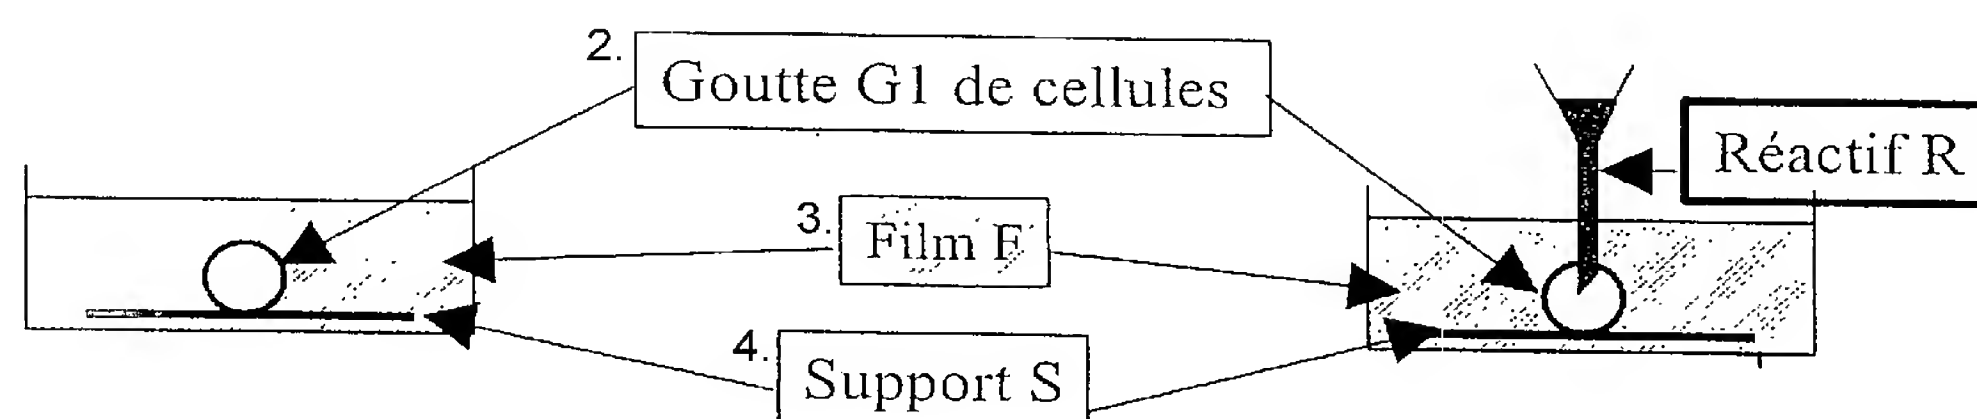 2. Goutte G1 de cellules
Réactif R
3. Film F
4. Support S